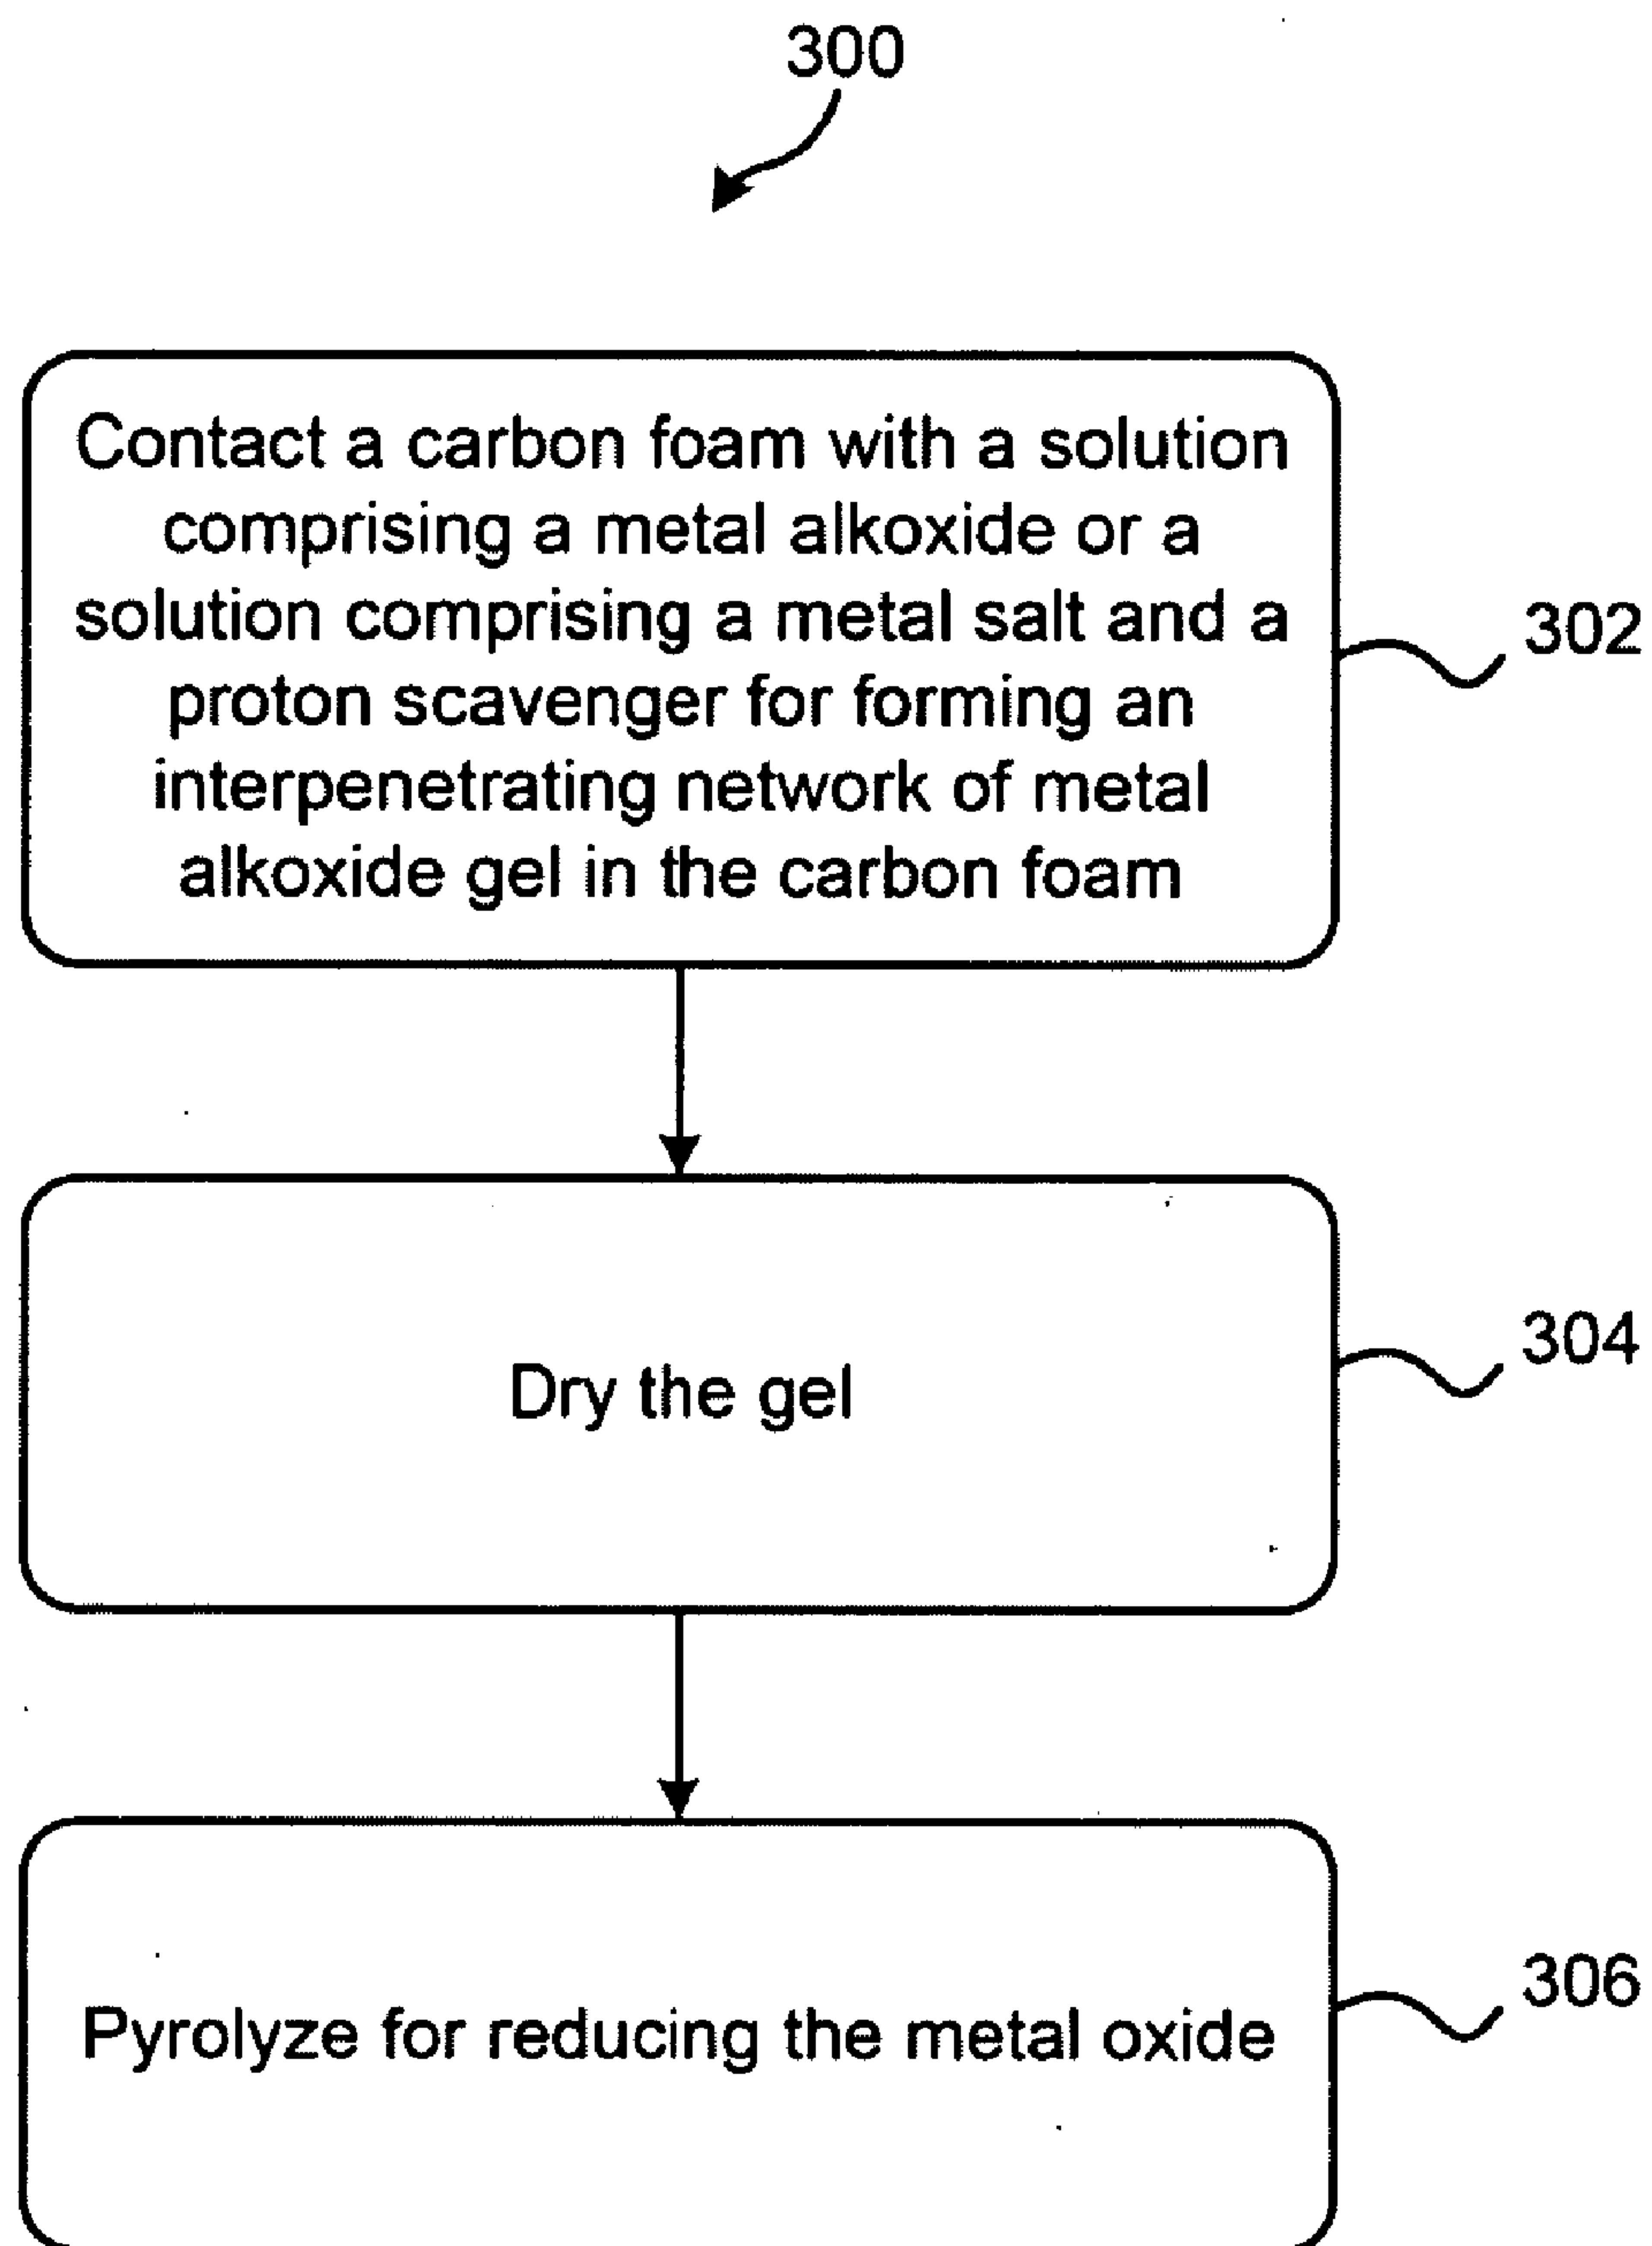 300
Contact a carbon foam with a solution
comprising a metal alkoxide or a
solution comprising a metal salt and a
proton scavenger for forming an
interpenetrating network of metal
alkoxide gel in the carbon foam
302
Dry the gel
304
Pyrolyze for reducing the metal oxide
306